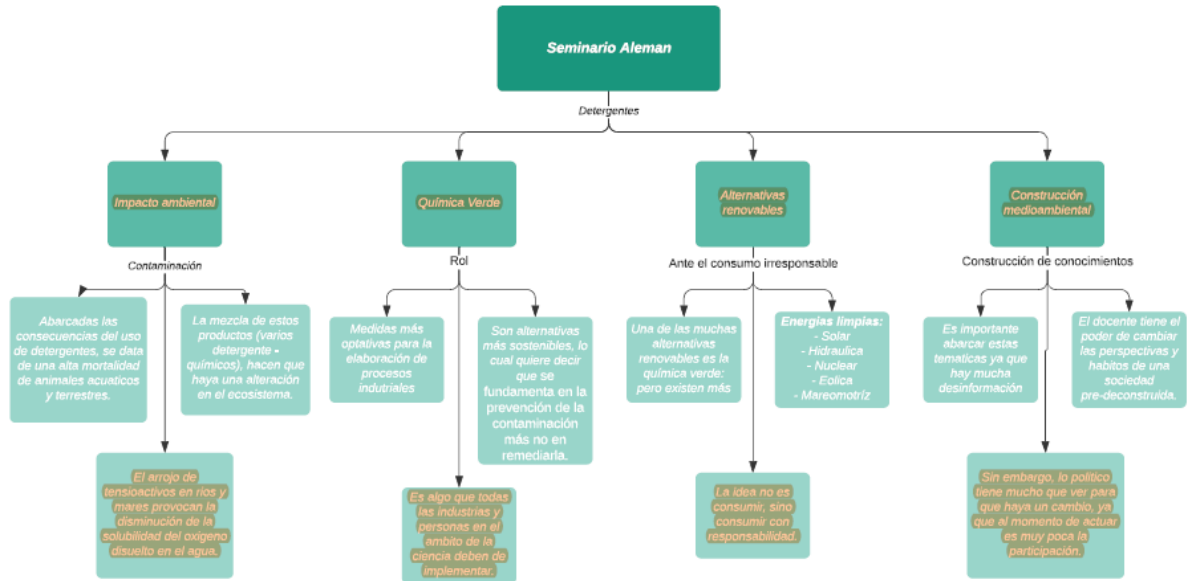 Seminario Aleman
Detergentes
Impacto ambiental
Química Verde
Alternativas
renovables
Construcción
medioambiental
Contaminación
Rol
Ante el consumo irresponsable
Construcción de conocimientos
Abarcadas las
consecuencias del uso
de detergentes, se data
de una alta mortalidad
de animales acuaticos
y terrestres.
La mezcla de estos
productos (varios
detergente -
químicos), hacen que
haya una alteración
en el ecosistema.
Medidas más
optativas para la
elaboración de
procesos
indutriales
Son alternativas
más sostenibles, lo
cual quiere decir
que se
fundamenta en la
prevención de la
contaminación
más no en
remediarla.
Una de las muchas
alternativas
renovables es la
química verde:
pero existen más
Energías limpias:
- Solar
- Hidraulica
- Nuclear
- Eolica
- Mareomotríz
Es importante
abarcar estas
tematicas ya que
hay mucha
desinformación
El docente tiene el
poder de cambiar
las perspectivas y
habitos de una
sociedad
pre-deconstruida.
El arrojo de
tensioactivos en rios y
mares provocan la
disminución de la
solubilidad del oxigeno
disuelto en el agua.
Es algo que todas
las industrias y
personas en el
ambito de la
ciencia deben de
implementar.
La idea no es
consumir, sino
consumir con
responsabilidad.
Sin embargo, lo político
tiene mucho que ver para
que haya un cambio, ya
que al momento de actuar
es muy poca la
participación.